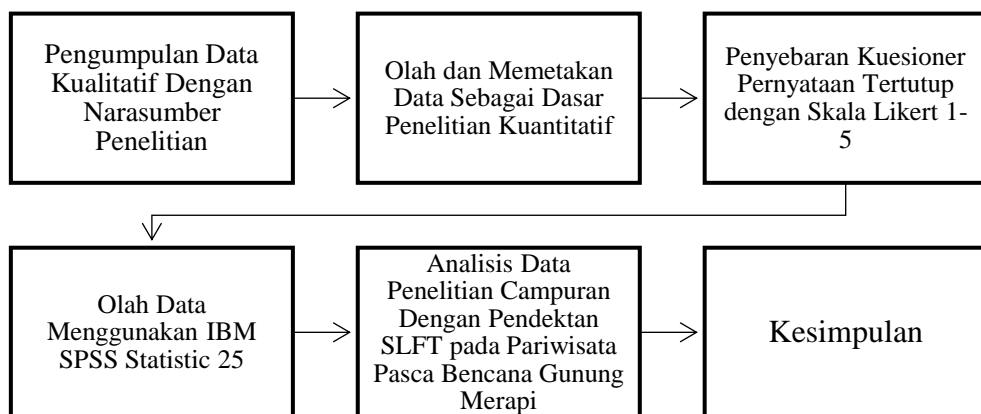 Pengumpulan Data
Kualitatif Dengan
Narasumber
Penelitian
Olah dan Memetakan
Data Sebagai Dasar
Penelitian Kuantitatif
Penyebaran Kuesioner
Pernyataan Tertutup
dengan Skala Likert 1-
5
Olah Data
Menggunakan IBM
SPSS Statistic 25
Analisis Data
Penelitian Campuran
Dengan Pendektan
SLFT pada Pariwisata
Pasca Bencana Gunung
Merapi
Kesimpulan